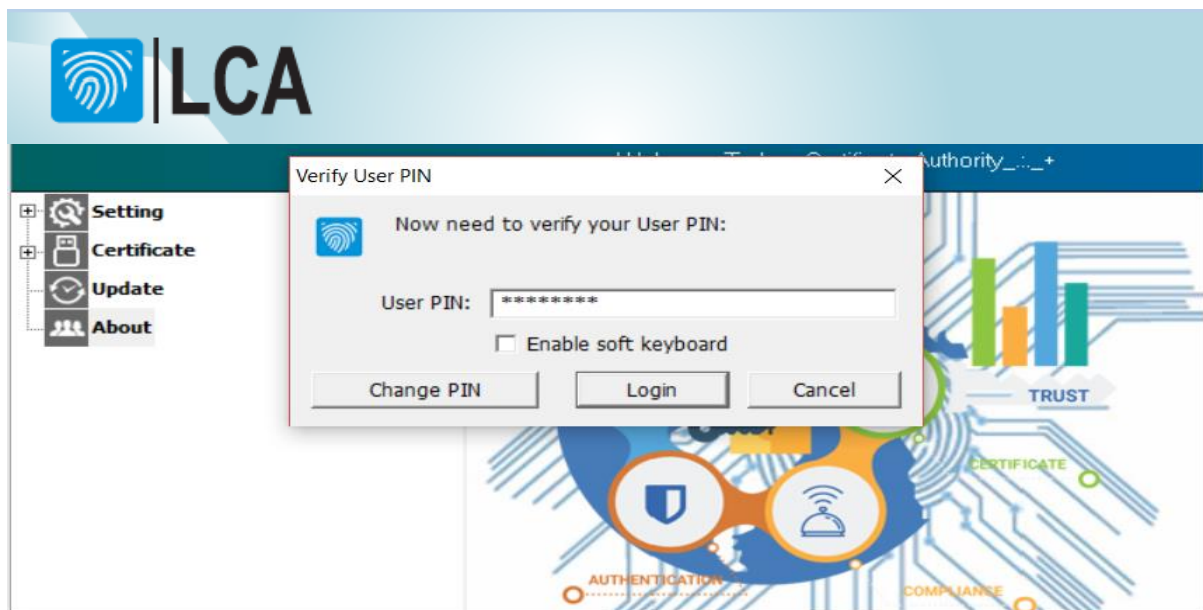 LCA
Authority_.:._+
Verify User PIN
Setting
Certificate
Update
About
Now need to verify your User PIN:
User PIN: ********
Enable soft keyboard
Change PIN Login Cancel
TRUST
CERTIFICATE
AUTHENTICATION
COMPLIANCE